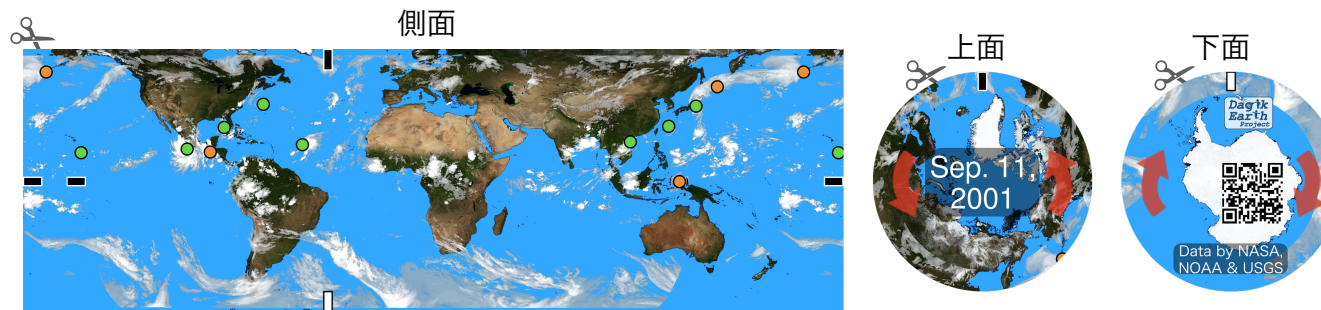 側面
上面
下面
Sep. 11,
2001
Dagik
Earth
Project
Data by NASA,
NOAA & USGS